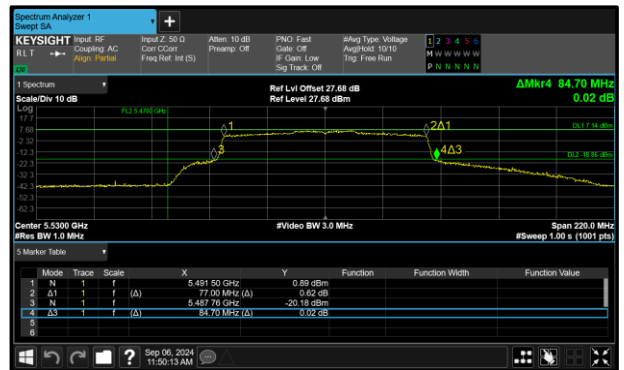 Spectrum Analyzer 1
Swept SA
+
KEYSIGHT Input: RF Input Z: 50 Ω Atten: 10 dB PNO: Fast #Avg Type: Voltage 1 2 3 4 5 6
RLT Coupling: AC Corr CCorr Preamp: Off Gate: Off Avg|Hold: 10/10 M W W W W W
Align: Partial Freq Ref: Int (S) IF Gain: Low Trig: Free Run
Sig Track: Off P N N N N N
1 Spectrum Ref Lvl Offset 27.68 dB ΔMkr4 84.70 MHz
Scale/Div 10 dB Ref Level 27.68 dBm 0.02 dB
Log
17.7
7.68
-2.32
-12.3
-22.3
-32.3
-42.3
-52.3
-62.3
FL2 5.4700 GHz
1
2Δ1
3
4Δ3
DL1 7.14 dBm
DL2 -18.86 dBm
Center 5.5300 GHz #Video BW 3.0 MHz Span 220.0 MHz
#Res BW 1.0 MHz #Sweep 1.00 s (1001 pts)
5 Marker Table
Mode Trace Scale X Y Function Function Width Function Value
1 N 1 f 5.491 50 GHz 0.89 dBm
2 Δ1 1 f (Δ) 77.00 MHz (Δ) 0.62 dB
3 N 1 f 5.487 76 GHz -20.18 dBm
4 Δ3 1 f (Δ) 84.70 MHz (Δ) 0.02 dB
5
6
? Sep 06, 2024
11:50:13 AM